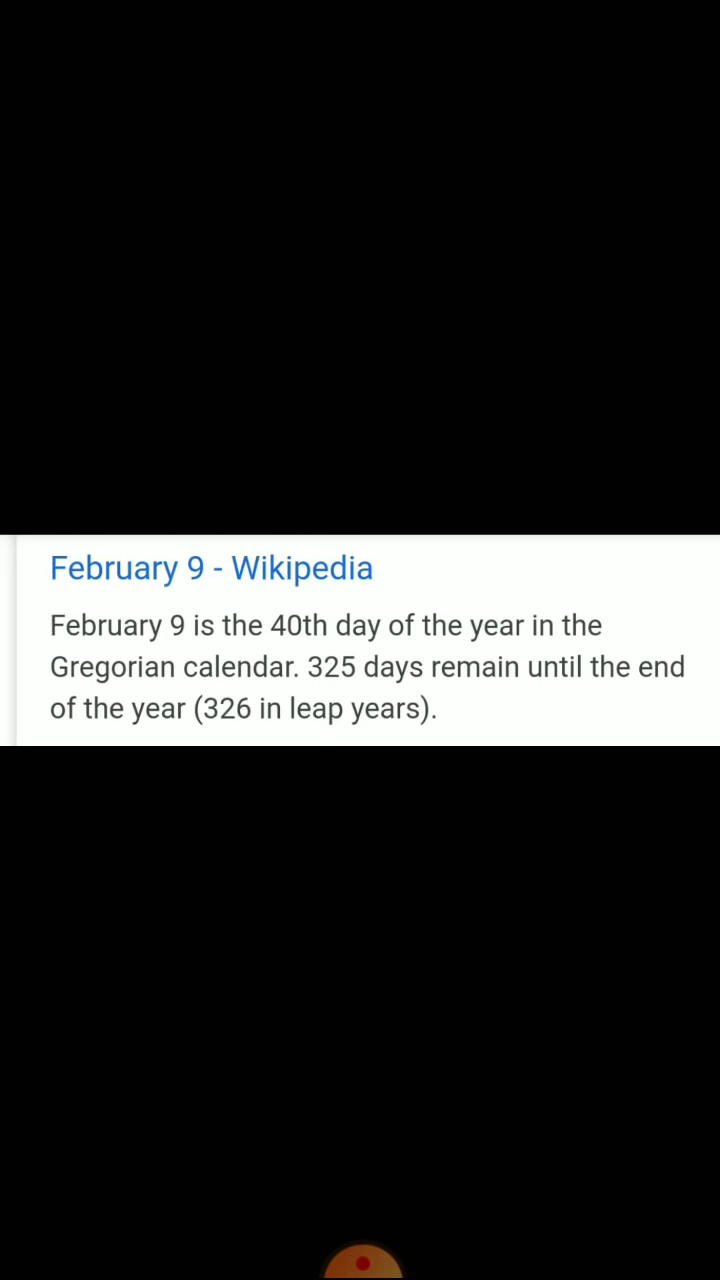 February 9 - Wikipedia
February 9 is the 40th day of the year in the
Gregorian calendar. 325 days remain until the end
of the year (326 in leap years).